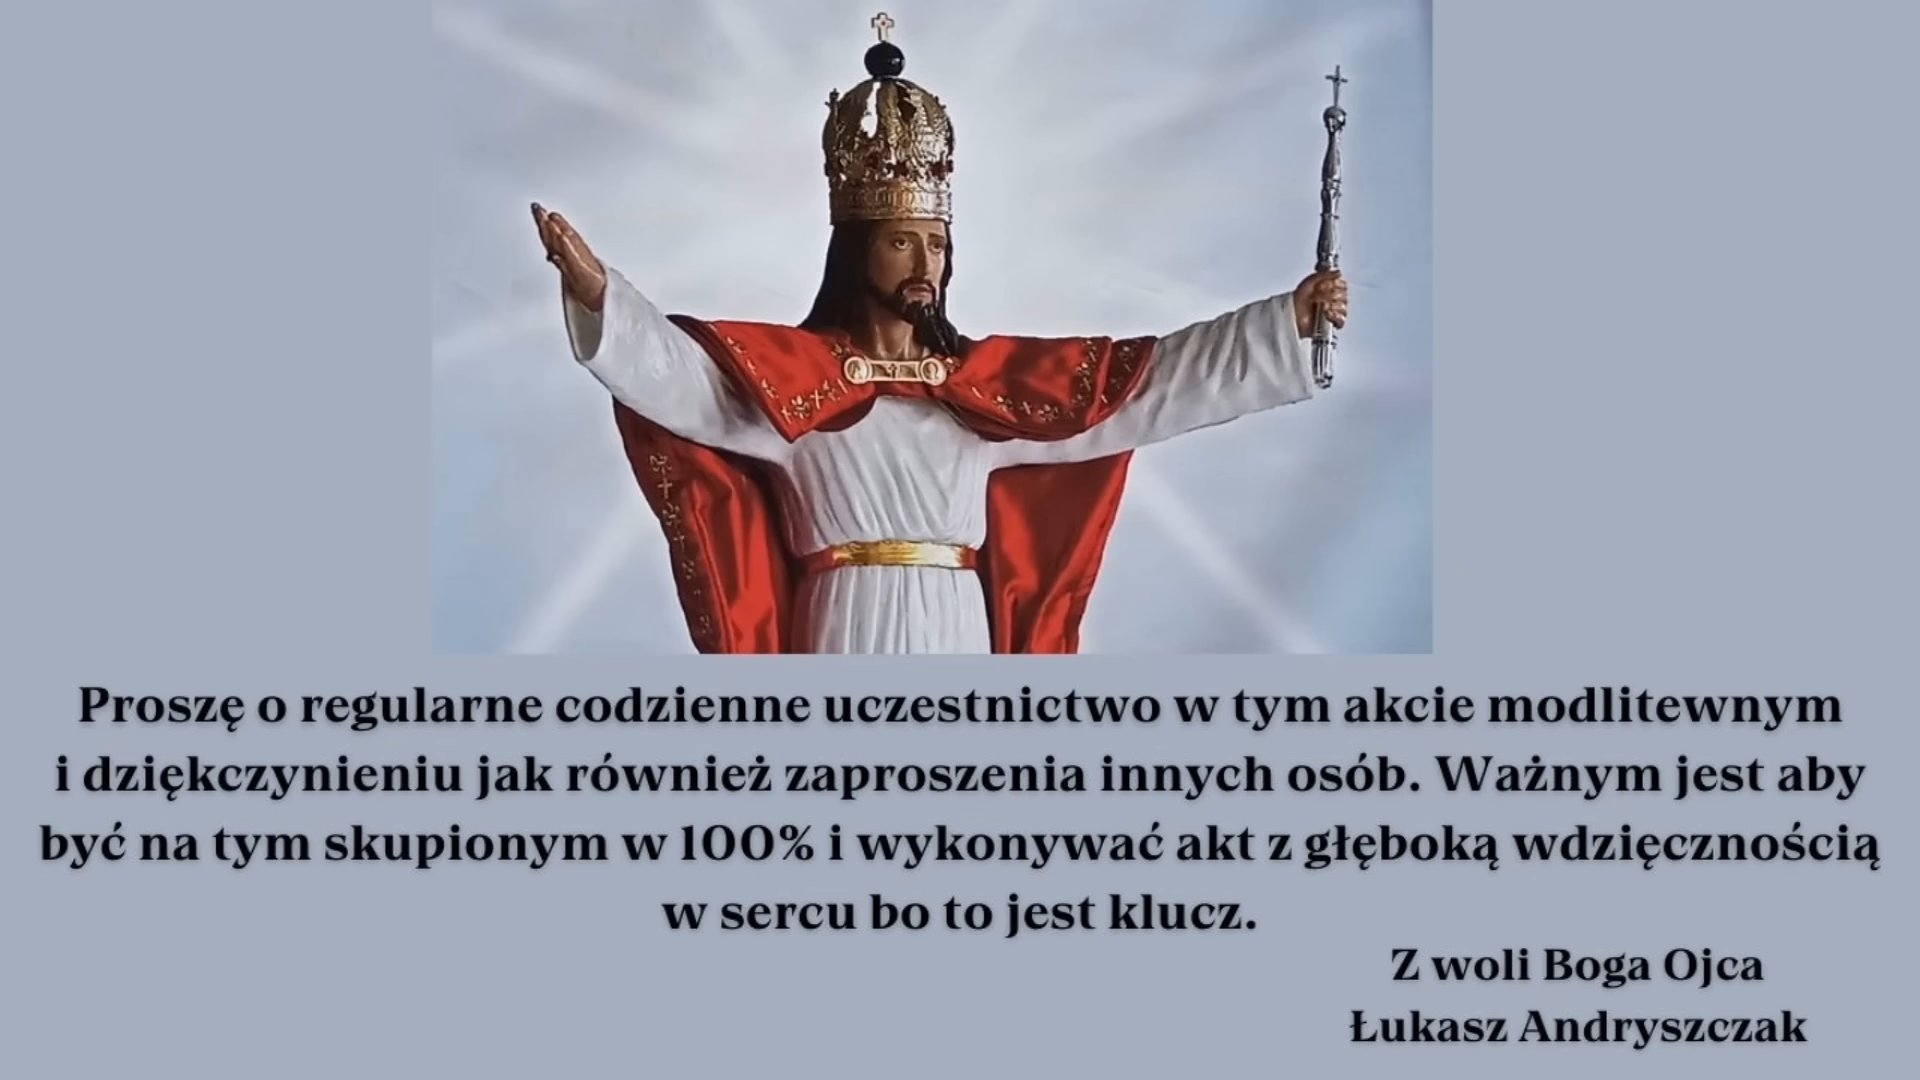 Proszę o regularne codzienne uczestnictwo w tym akcie modlitewnym
i dziękczynieniu jak również zaproszenia innych osób. Ważnym jest aby
być na tym skupionym w 100% i wykonywać akt z głęboką wdzięcznością
w sercu bo to jest klucz.
Z woli Boga Ojca
Łukasz Andryszczak